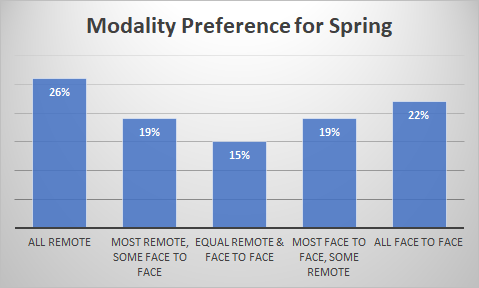 Modality Preference for Spring
26%
19%
15%
19%
22%
ALL REMOTE
MOST REMOTE,
SOME FACE TO
FACE
EQUAL REMOTE &
FACE TO FACE
MOST FACE TO
FACE, SOME
REMOTE
ALL FACE TO FACE